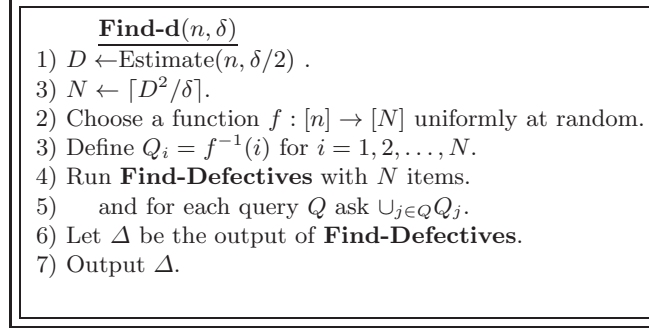 Find-d(n, δ)
1) D ←Estimate(n, δ/2) .
3) N ← ⌈D²/δ⌉.
2) Choose a function f : [n] → [N] uniformly at random.
3) Define Qᵢ = f⁻¹(i) for i = 1, 2, . . . , N.
4) Run Find-Defectives with N items.
5) and for each query Q ask ∪_{j∈Q}Q_j.
6) Let Δ be the output of Find-Defectives.
7) Output Δ.